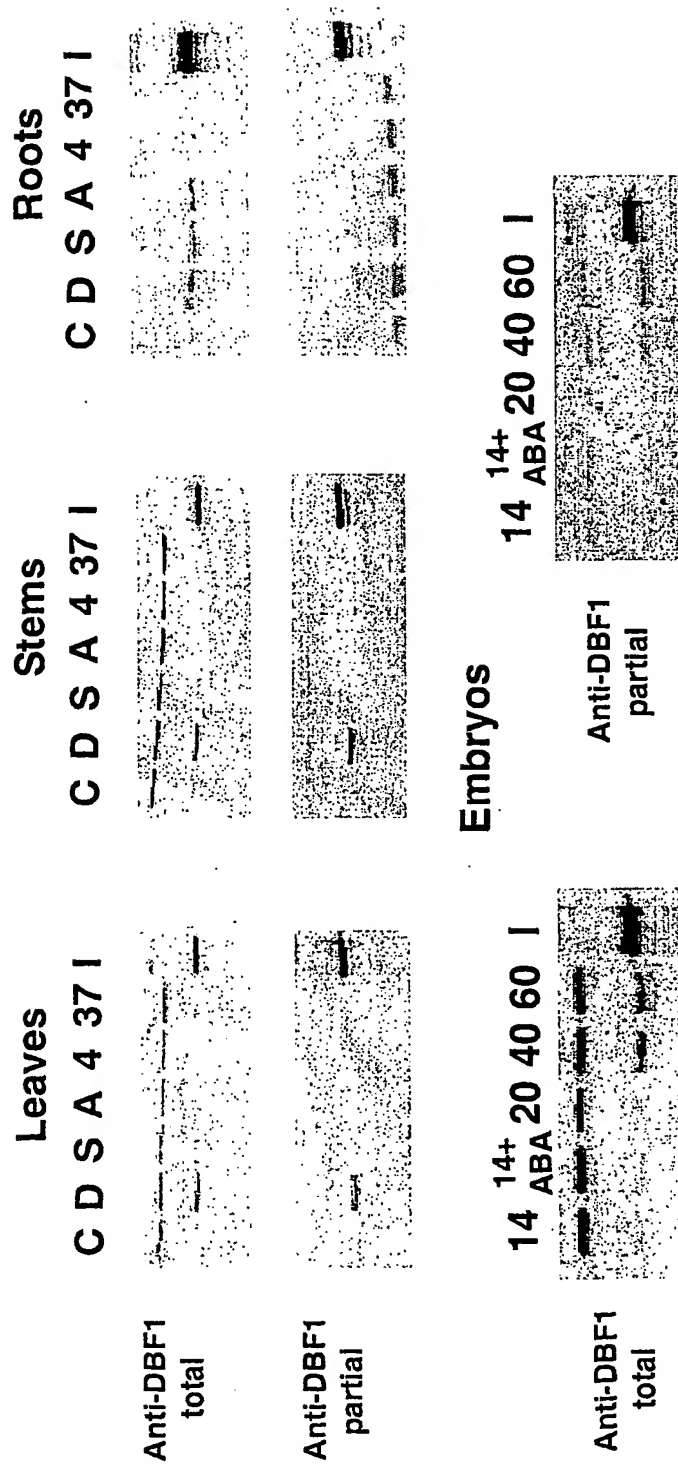 Leaves
C D S A 4 37 I
Stems
C D S A 4 37 I
Roots
C D S A 4 37 I
Anti-DBF1
total
Anti-DBF1
partial
Embryos
14 14+
ABA 20 40 60 I
Anti-DBF1
total
14 14+
ABA 20 40 60 I
Anti-DBF1
partial